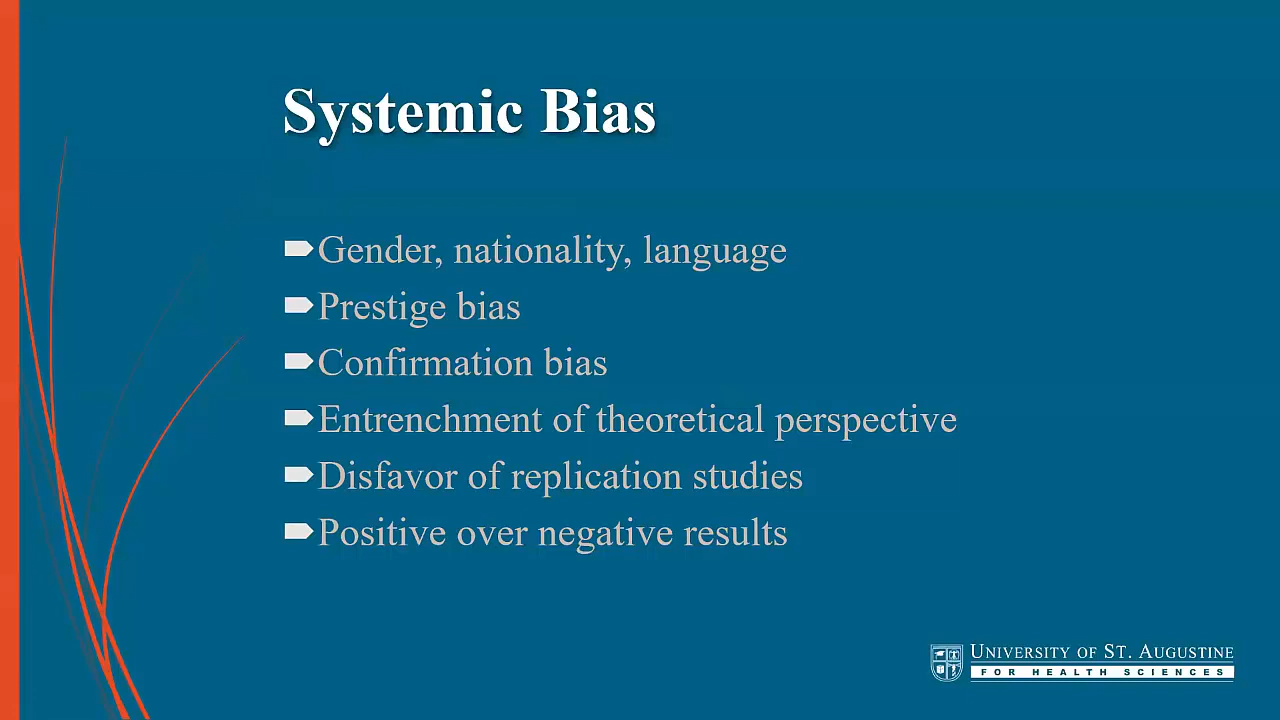 Systemic Bias
Gender, nationality, language
Prestige bias
Confirmation bias
Entrenchment of theoretical perspective
Disfavor of replication studies
Positive over negative results
UNIVERSITY OF ST. AUGUSTINE
FOR HEALTH SCIENCES